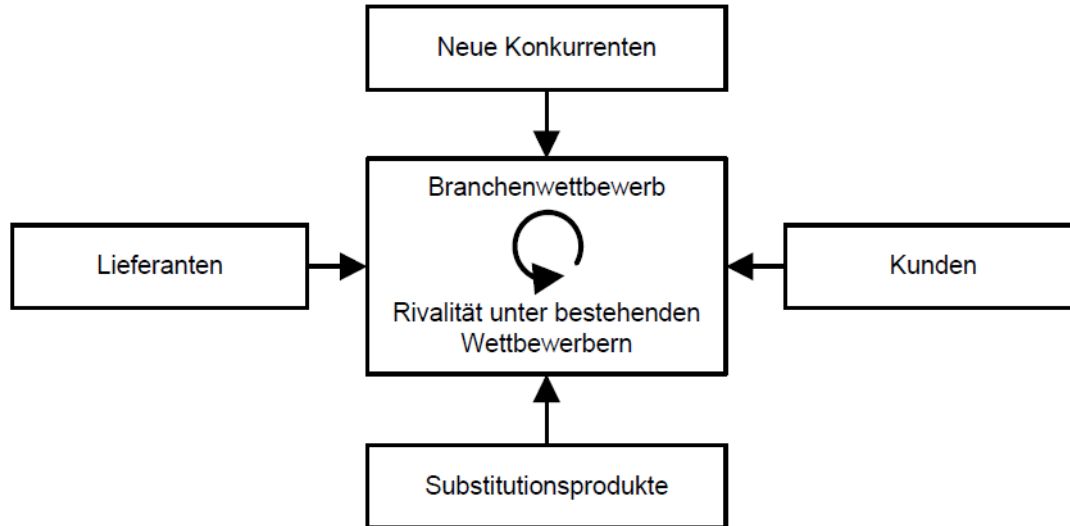 Neue Konkurrenten
Branchenwettbewerb
Lieferanten
Kunden
Rivalität unter bestehenden
Wettbewerbern
Substitutionsprodukte